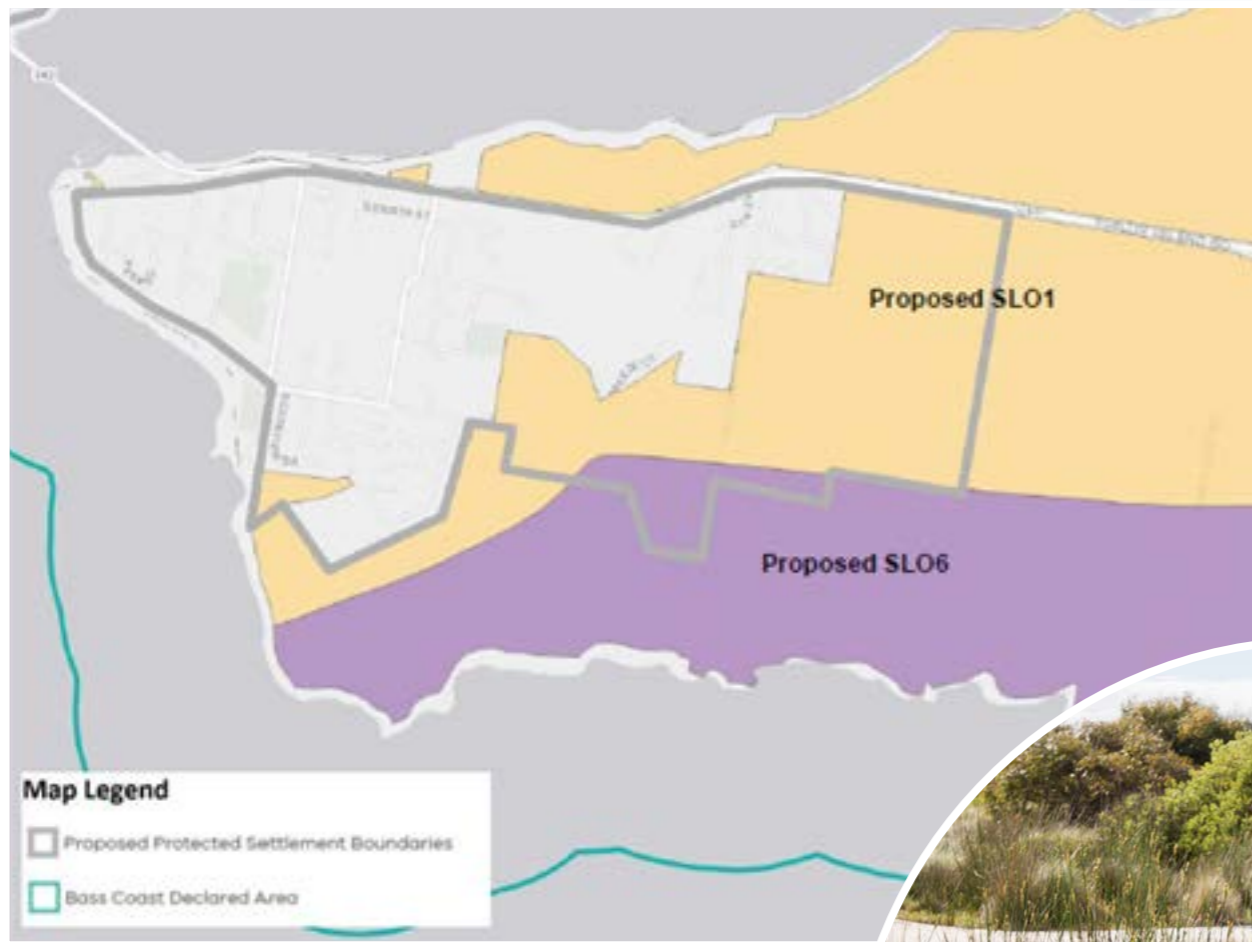 Proposed SLO1
Proposed SLO6
Map Legend
Proposed Protected Settlement Boundaries
Bass Coast Declared Area